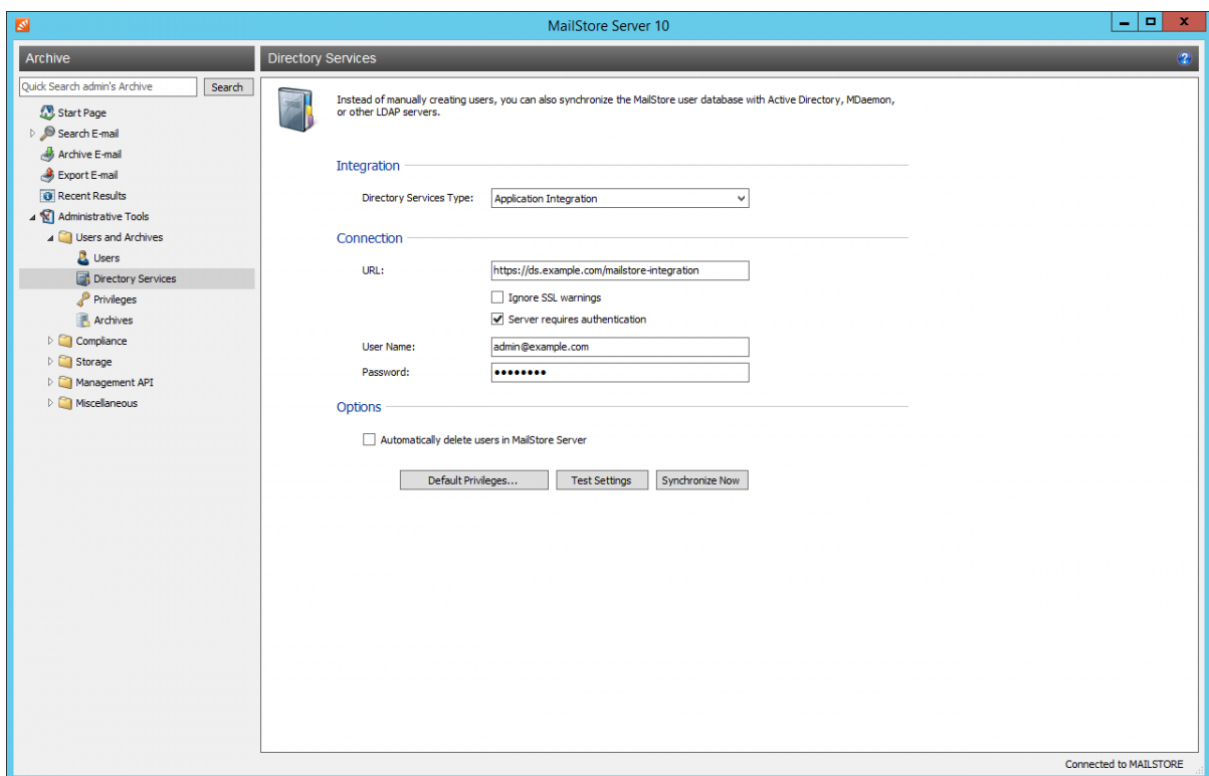 MailStore Server 10
Archive
Directory Services
Quick Search admin's Archive
Search
Start Page
Search E-mail
Archive E-mail
Export E-mail
Recent Results
Administrative Tools
Users and Archives
Users
Directory Services
Privileges
Archives
Compliance
Storage
Management API
Miscellaneous
Instead of manually creating users, you can also synchronize the MailStore user database with Active Directory, MDaemon,
or other LDAP servers.
Integration
Directory Services Type: Application Integration
Connection
URL: https://ds.example.com/mailstore-integration
Ignore SSL warnings
Server requires authentication
User Name: admin@example.com
Password: ●●●●●●●●
Options
Automatically delete users in MailStore Server
Default Privileges... Test Settings Synchronize Now
Connected to MAILSTORE